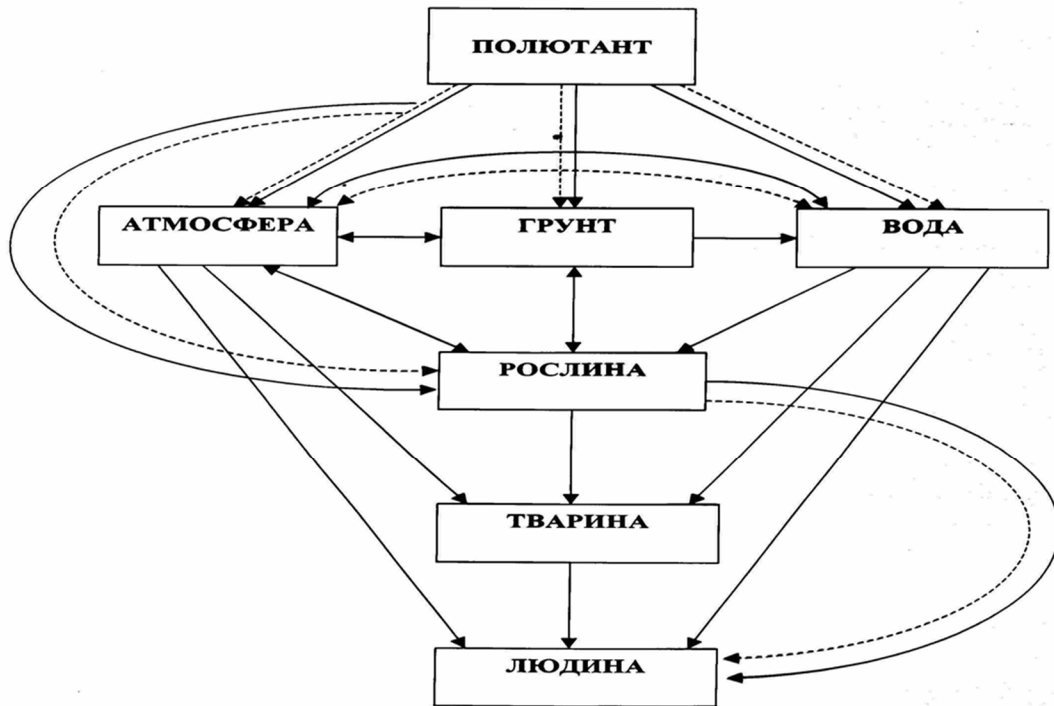 ПОЛЮТАНТ
АТМОСФЕРА
ГРУНТ
ВОДА
РОСЛИНА
ТВАРИНА
ЛЮДИНА